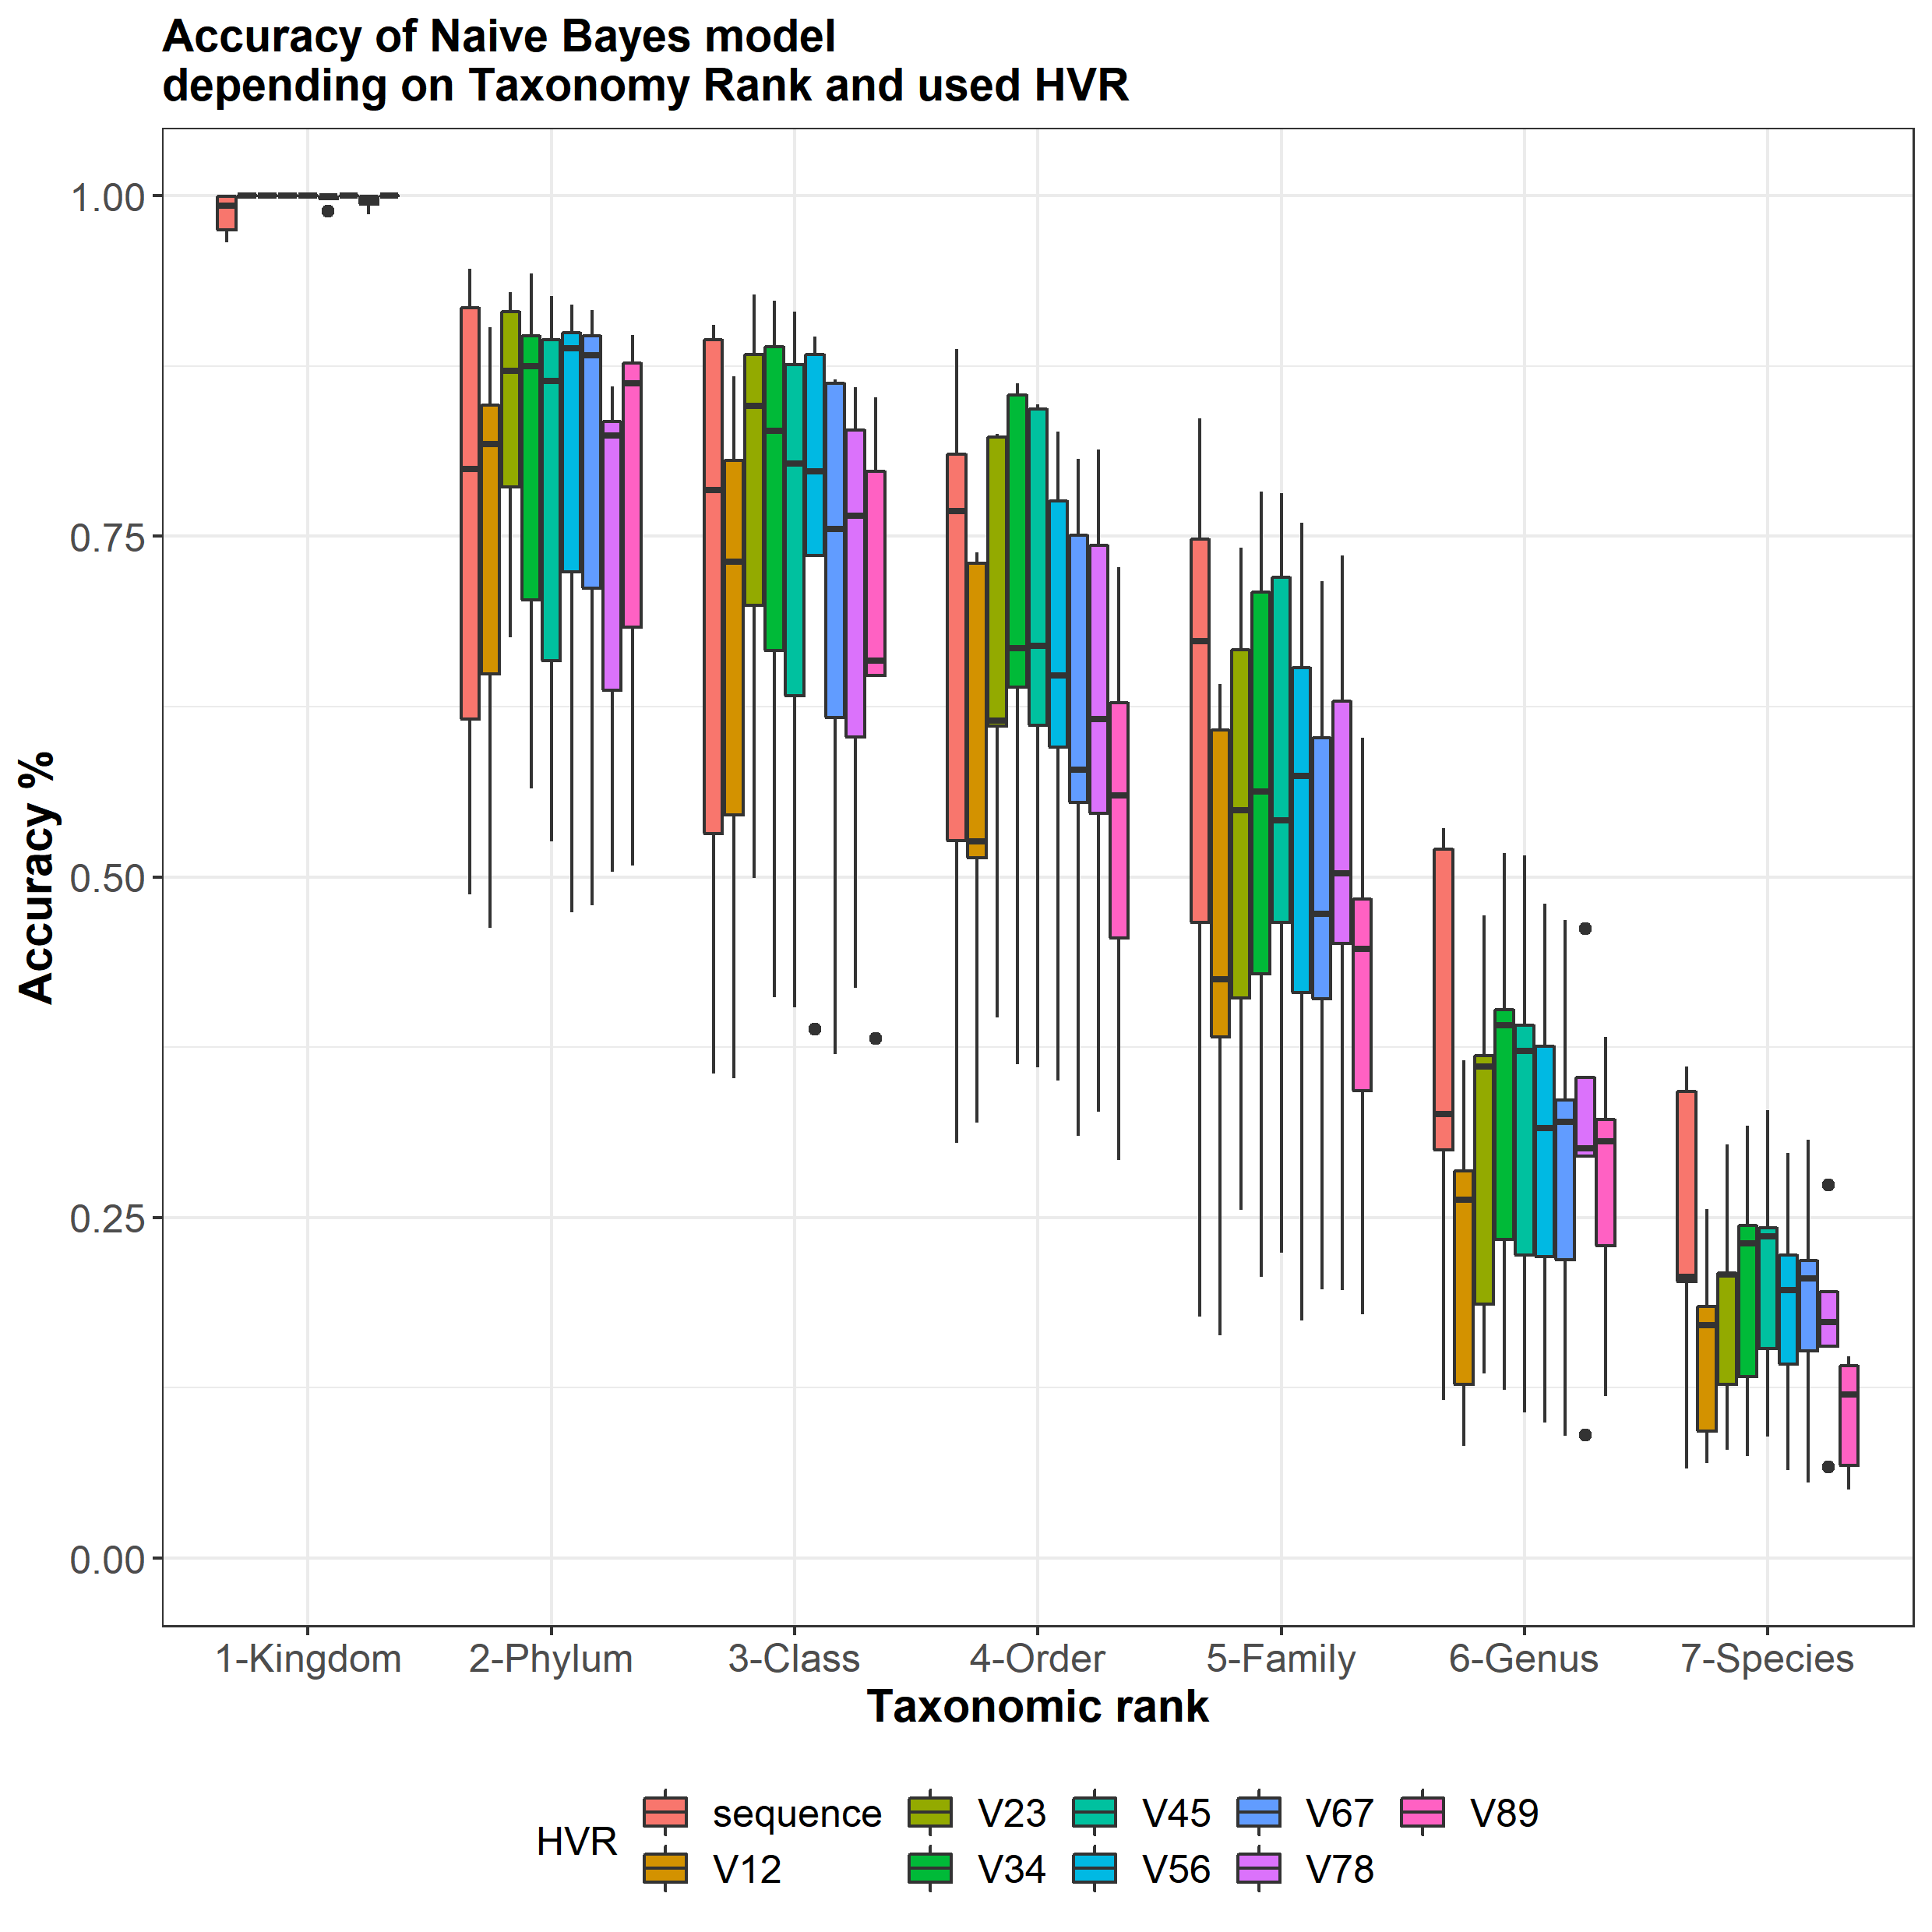 Accuracy of Naive Bayes model
depending on Taxonomy Rank and used HVR
Accuracy %
1.00
0.75
0.50
0.25
0.00
1-Kingdom 2-Phylum 3-Class 4-Order 5-Family 6-Genus 7-Species
Taxonomic rank
HVR
sequence V23 V45 V67 V89
V12 V34 V56 V78